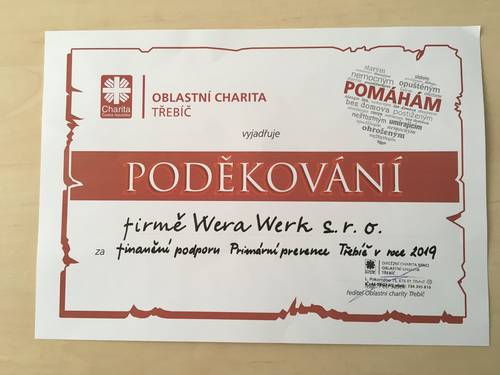 Charita
Česká republika
OBLASTNÍ CHARITA
TŘEBÍČ
starým
nemocným
opuštěným
POMÁHÁM
bez domova postiženým
umírajícím
nešťastným
ohroženým
vyjadřuje
PODĚKOVÁNÍ
firmě Wera Werk s. r. o.
za finanční podporu Primární prevence Třebíč v roce 2019
OBLASTNÍ CHARITA
TŘEBÍČ
ředitel Oblastní charity Třebíč